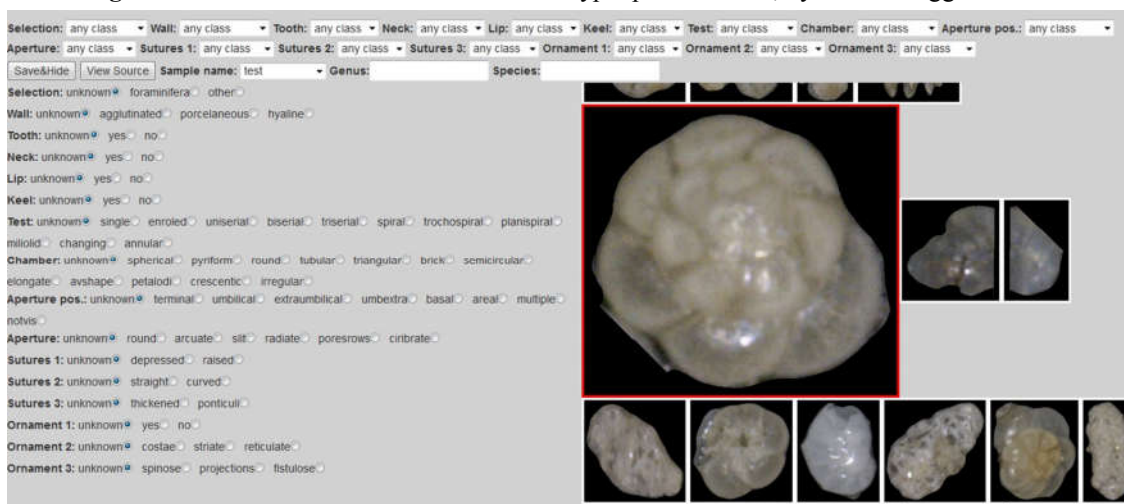 Selection: any class Wall: any class Tooth: any class Neck: any class Lip: any class Keel: any class Test: any class Chamber: any class Aperture pos.: any class
Aperture: any class Sutures 1: any class Sutures 2: any class Sutures 3: any class Ornament 1: any class Ornament 2: any class Ornament 3: any class
Save&Hide View Source Sample name: test Genus: Species:
Selection: unknown foraminifera other
Wall: unknown agglutinated porcelaneous hyaline
Tooth: unknown yes no
Neck: unknown yes no
Lip: unknown yes no
Keel: unknown yes no
Test: unknown single enroled uniserial biserial triserial spiral trochospiral planispiral
miliolid changing annular
Chamber: unknown spherical pyriform round tubular triangular brick semicircular
elongate avshape petalodi crescentic irregular
Aperture pos.: unknown terminal umbilical extraumbilical umbextra basal areal multiple
notvis
Aperture: unknown round arcuate slit radiate poresrows ciribrate
Sutures 1: unknown depressed raised
Sutures 2: unknown straight curved
Sutures 3: unknown thickened ponticuli
Ornament 1: unknown yes no
Ornament 2: unknown costae striate reticulate
Ornament 3: unknown spinose projections fistulose